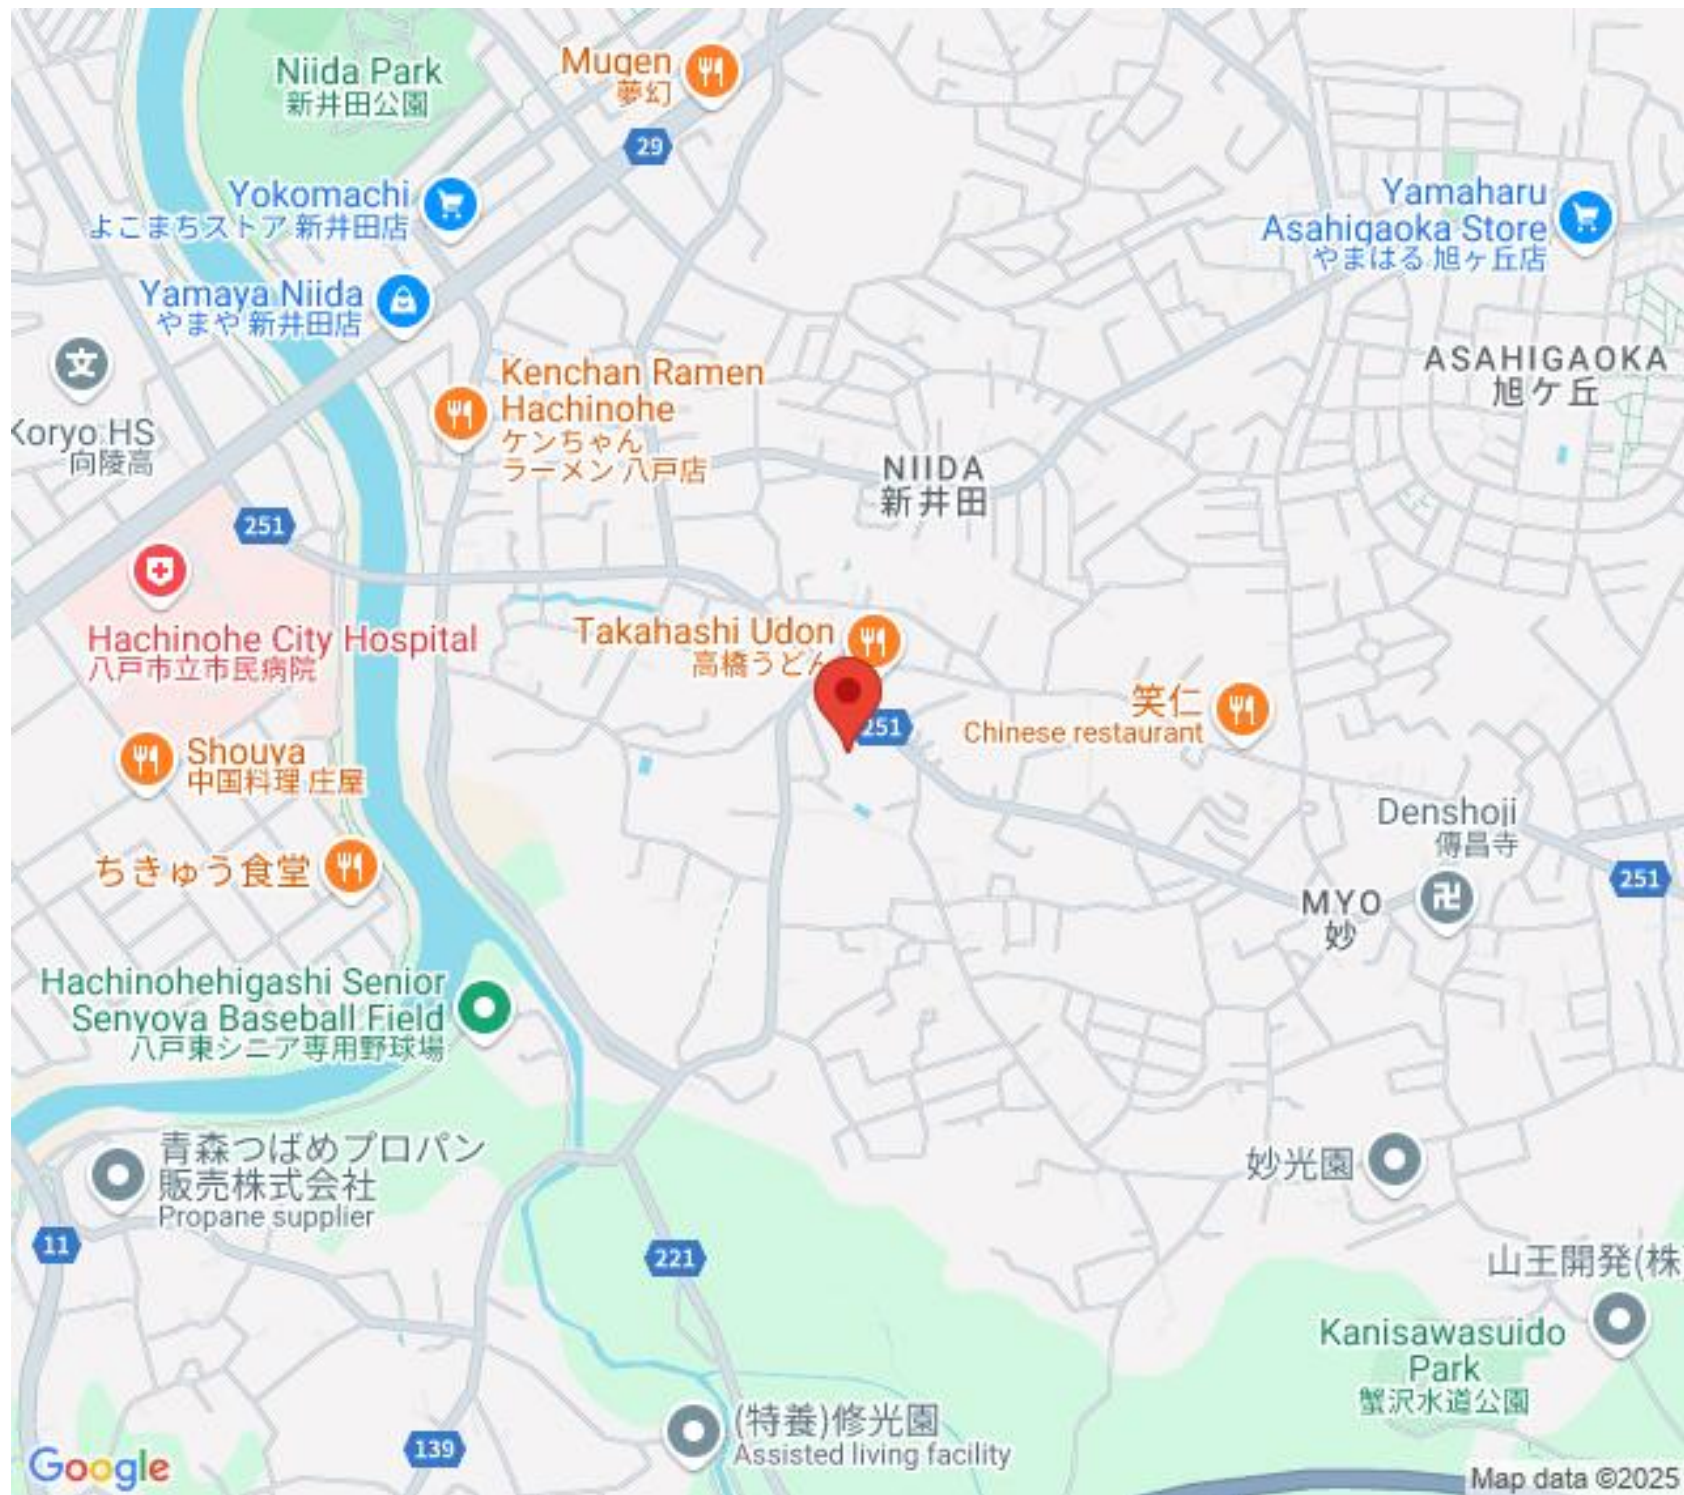 Niida Park
新井田公園
Mugen
夢幻
29
Yokomachi
よこまちストア 新井田店
Yamaharu
Asahigaoka Store
やまはる 旭ヶ丘店
Yamaya Niida
やまや 新井田店
Koryo HS
向陵高
Kenchan Ramen
Hachinohe
ケンちゃん
ラーメン 八戸店
ASAHIGAOKA
旭ケ丘
NIIDA
新井田
251
Hachinohe City Hospital
八戸市立市民病院
Takahashi Udon
高橋うどん
251
笑仁
Chinese restaurant
Shouya
中国料理 庄屋
Denshoji
傳昌寺
251
MYO
妙
ちきゅう食堂
Hachinohehigashi Senior
Senyoya Baseball Field
八戸東シニア専用野球場
青森つばめプロパン
販売株式会社
Propane supplier
妙光園
11
221
山王開発(株
Kanisawasuido
Park
蟹沢水道公園
139
(特養)修光園
Assisted living facility
Google
Map data ©2025